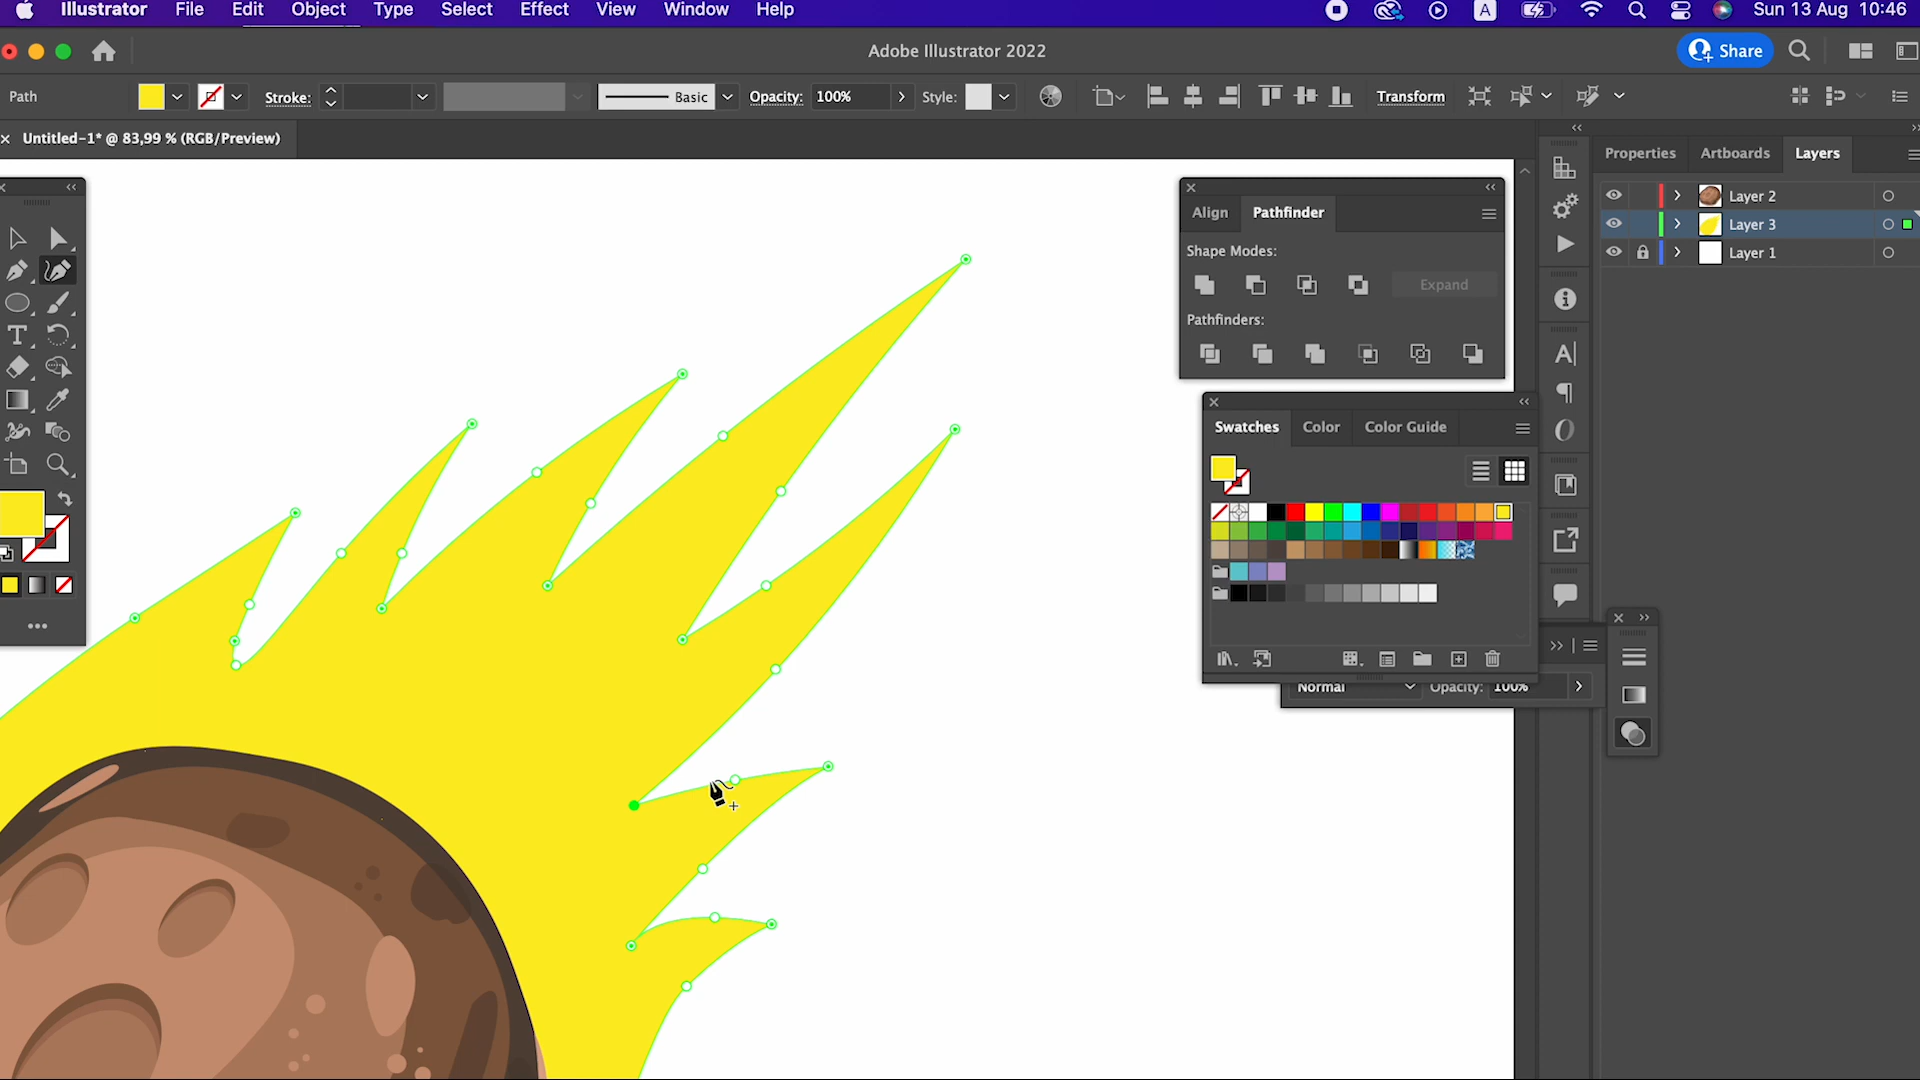 Illustrator File Edit Object Type Select Effect View Window Help A Sun 13 Aug 10:46
Adobe Illustrator 2022
Share
Path Stroke: Basic Opacity: 100% Style: Transform
Untitled-1* @ 83,99 % (RGB/Preview)
Properties Artboards Layers
Layer 2
Layer 3
Layer 1
Align Pathfinder
Shape Modes:
Expand
Pathfinders:
Swatches Color Color Guide
Normal Opacity: 100%